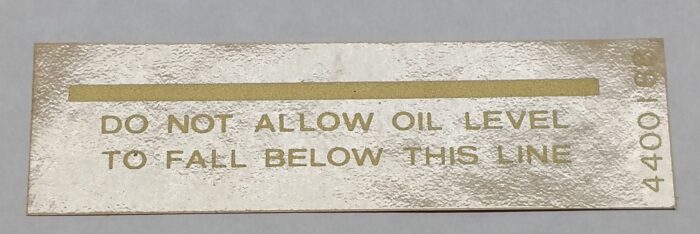 DO NOT ALLOW OIL LEVEL
TO FALL BELOW THIS LINE
4400168